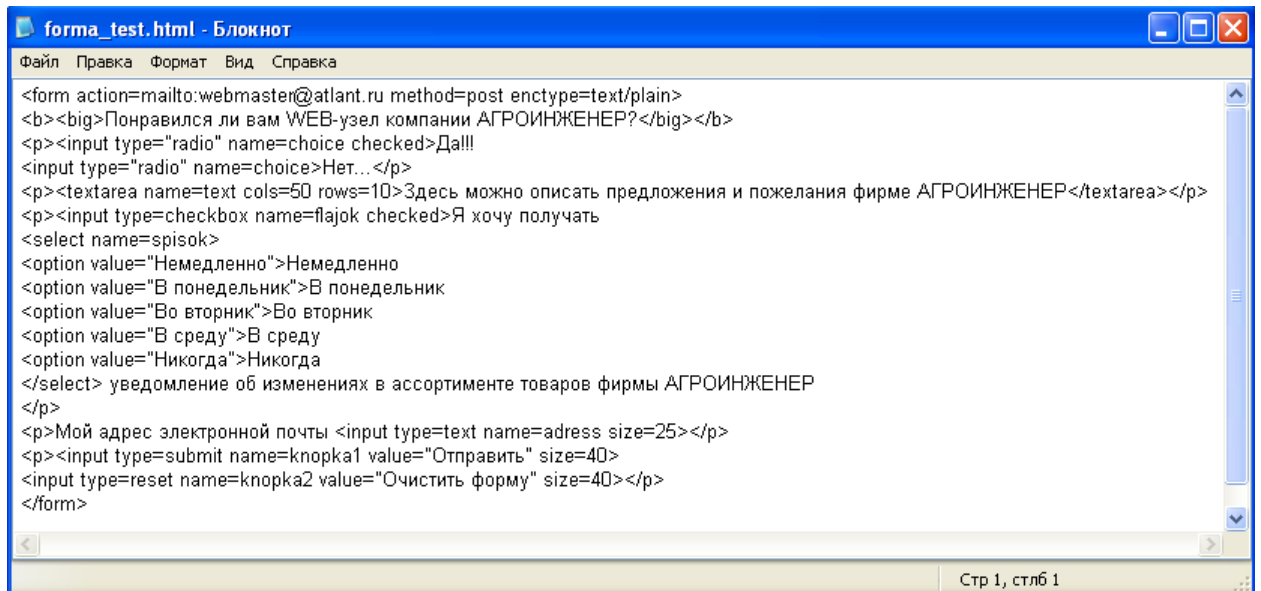 forma_test.html - Блокнот
Файл Правка Формат Вид Справка
<form action=mailto:webmaster@atlant.ru method=post enctype=text/plain>
<b><big>Понравился ли вам WEB-узел компании АГРОИНЖЕНЕР?</big></b>
<p><input type="radio" name=choice checked>Да!!!
<input type="radio" name=choice>Нет...</p>
<p><textarea name=text cols=50 rows=10>Здесь можно описать предложения и пожелания фирме АГРОИНЖЕНЕР</textarea></p>
<p><input type=checkbox name=flajok checked>Я хочу получать
<select name=spisok>
<option value="Немедленно">Немедленно
<option value="В понедельник">В понедельник
<option value="Во вторник">Во вторник
<option value="В среду">В среду
<option value="Никогда">Никогда
</select> уведомление об изменениях в ассортименте товаров фирмы АГРОИНЖЕНЕР
</p>
<p>Мой адрес электронной почты <input type=text name=adress size=25></p>
<p><input type=submit name=knopka1 value="Отправить" size=40>
<input type=reset name=knopka2 value="Очистить форму" size=40></p>
</form>
Стр 1, стлб 1